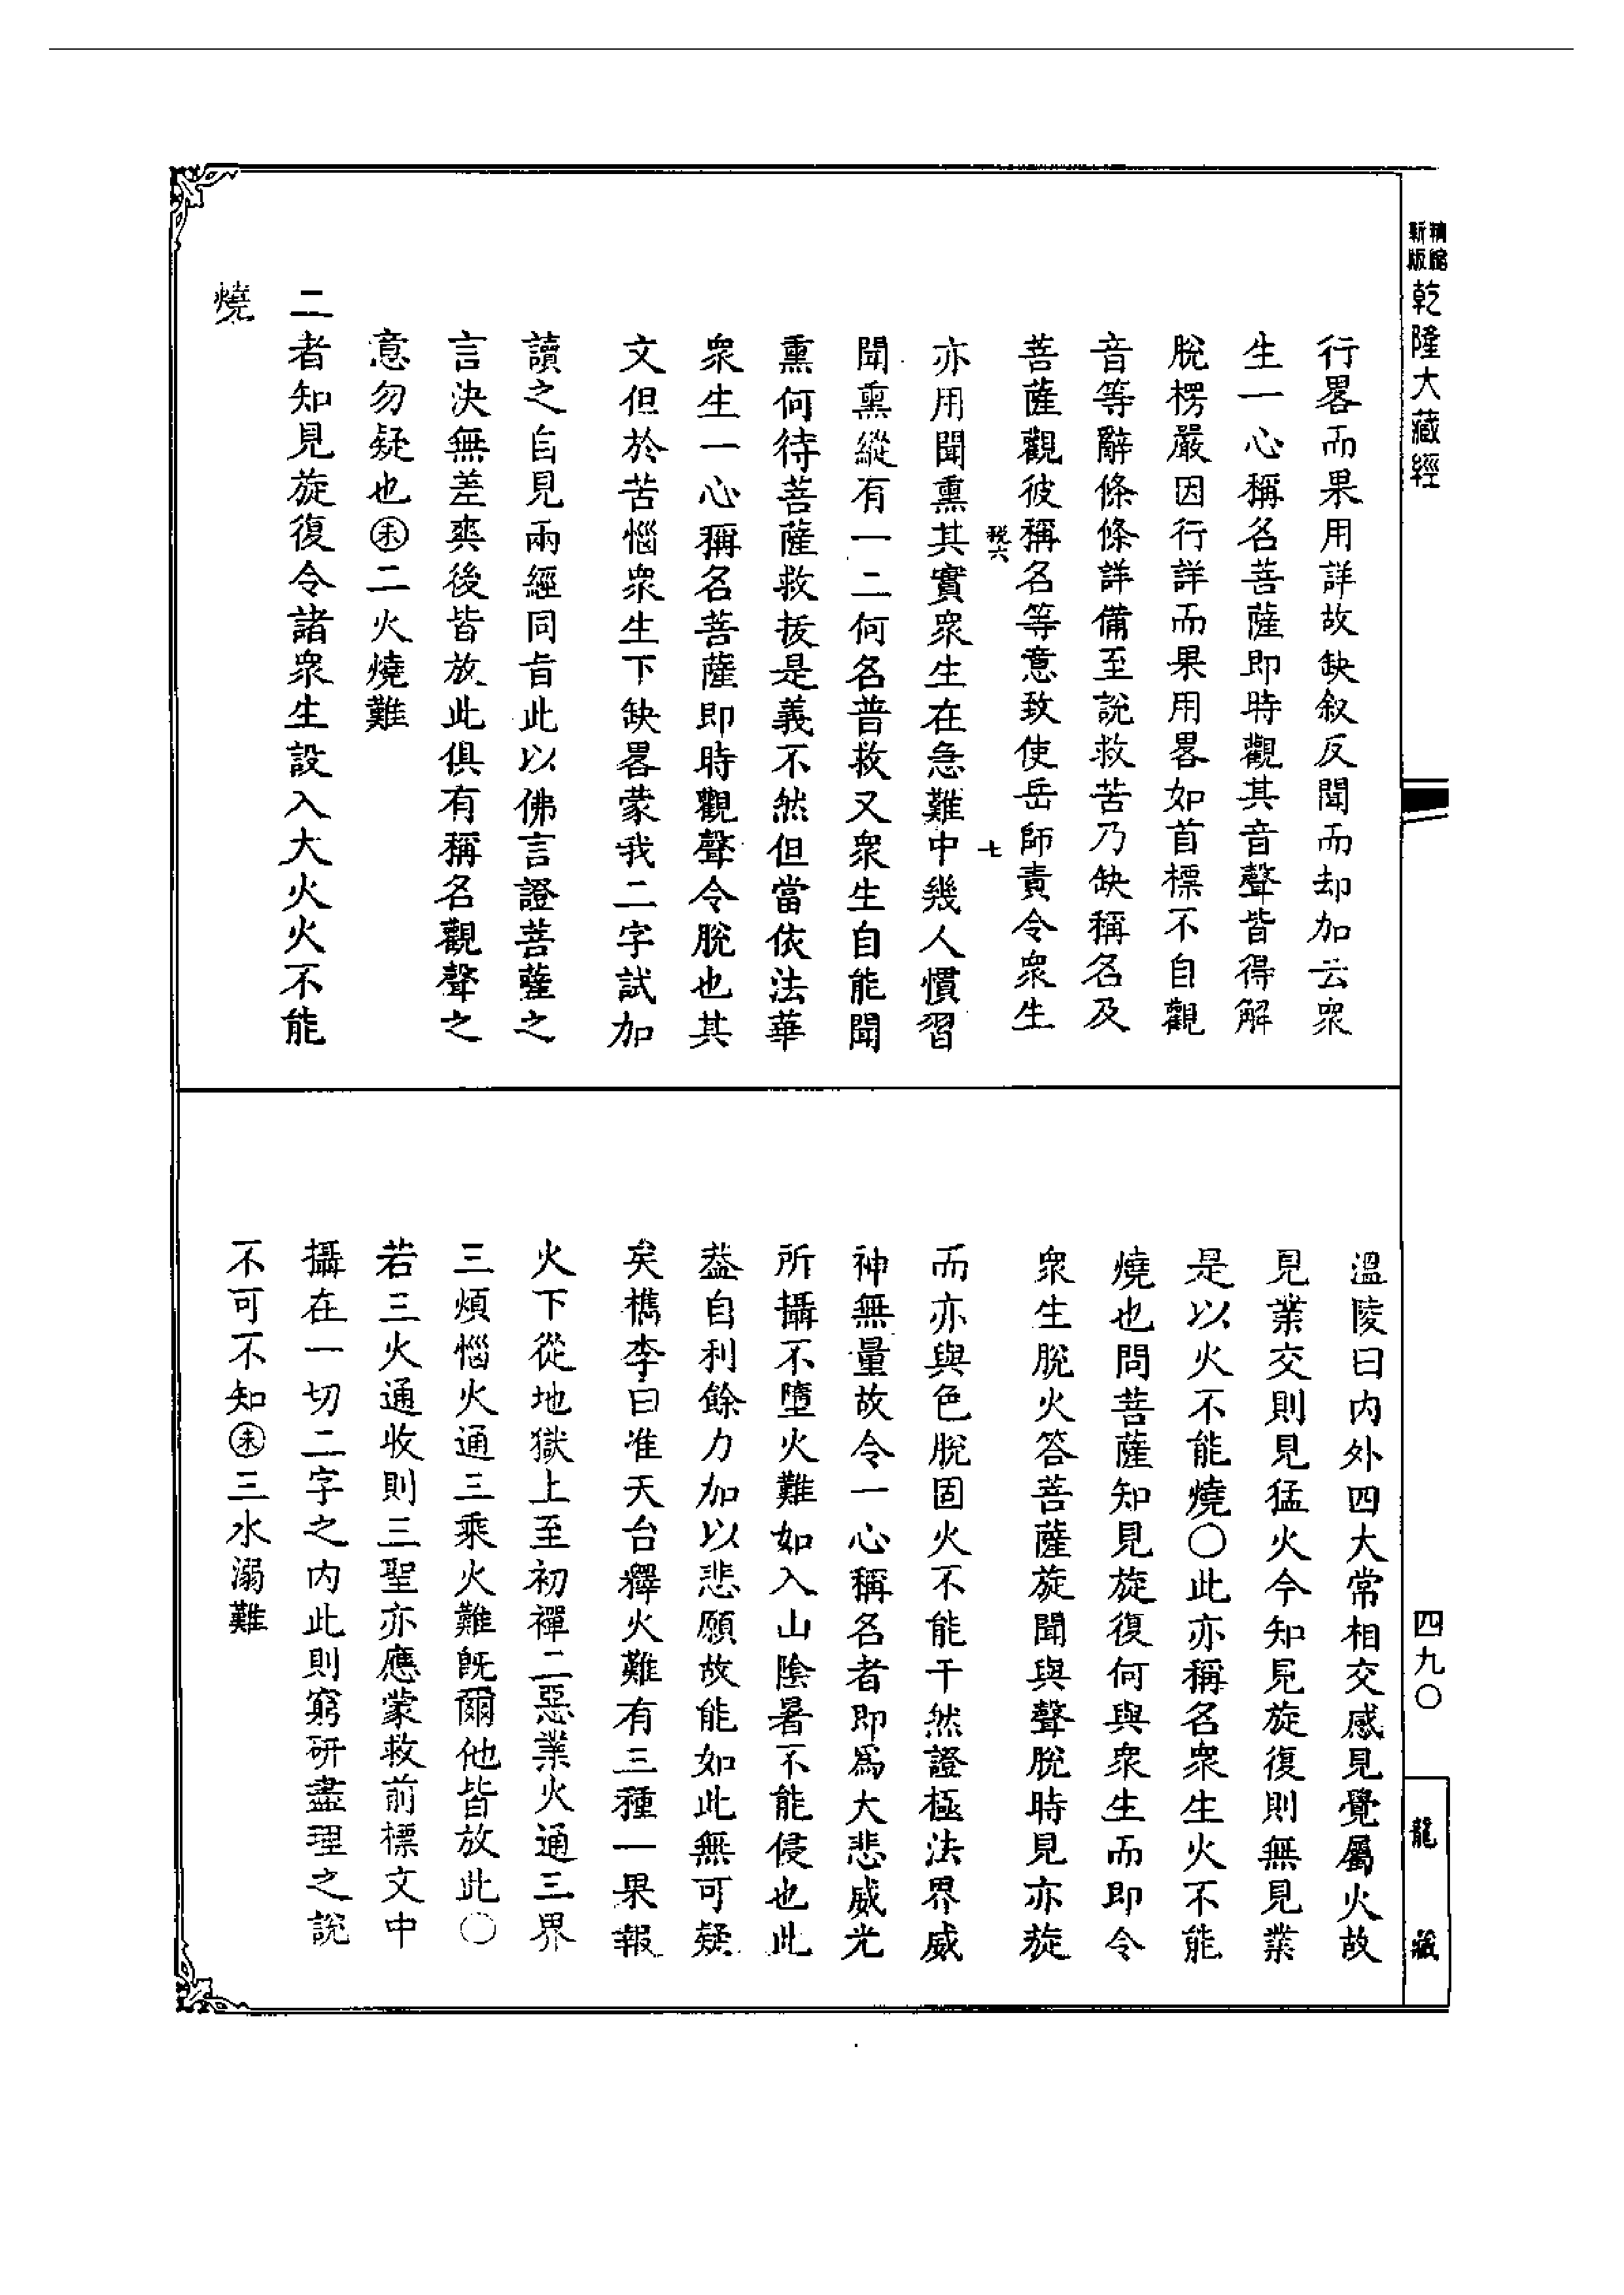 精縮新版乾隆大藏經
行畧而果用詳故缺叙反聞而却加云衆
生一心稱名菩薩即時觀其音聲皆得解
脫楞嚴因行詳而果用畧如首標不自觀
音等辭條條詳備至說救苦乃缺稱名及
菩薩觀彼稱名等意致使岳師責令衆生
税六
七
亦用聞熏其實衆生在急難中幾人慣習
聞熏縱有一二何名普救又衆生自能聞
熏何待菩薩救拔是義不然但當依法華
衆生一心稱名菩薩即時觀聲令脫也其
文但於苦惱衆生下缺畧蒙我二字試加
讀之自見兩經同旨此以佛言證菩薩之
言決無差爽後皆放此俱有稱名觀聲之
意勿疑也㊍二火燒難
二者知見旋復令諸衆生設入大火火不能
燒
溫陵曰內外四大常相交感見覺屬火故
見業交則見猛火今知見旋復則無見業
是以火不能燒○此亦稱名衆生火不能
燒也問菩薩知見旋復何與衆生而即令
衆生脫火答菩薩旋聞與聲脫時見亦旋
而亦與色脫固火不能干然證極法界威
神無量故令一心稱名者即為大悲威光
所攝不墮火難如入山陰暑不能侵也此
葢自利餘力加以悲願故能如此無可疑
矣檇李曰准天台釋火難有三種一果報
火下從地獄上至初禪二惡業火通三界
三煩惱火通三乘火難旣爾他皆放此○
若三火通收則三聖亦應蒙救前標文中
攝在一切二字之內此則窮研盡理之說
不可不知㊍三水溺難
四九○
龍藏